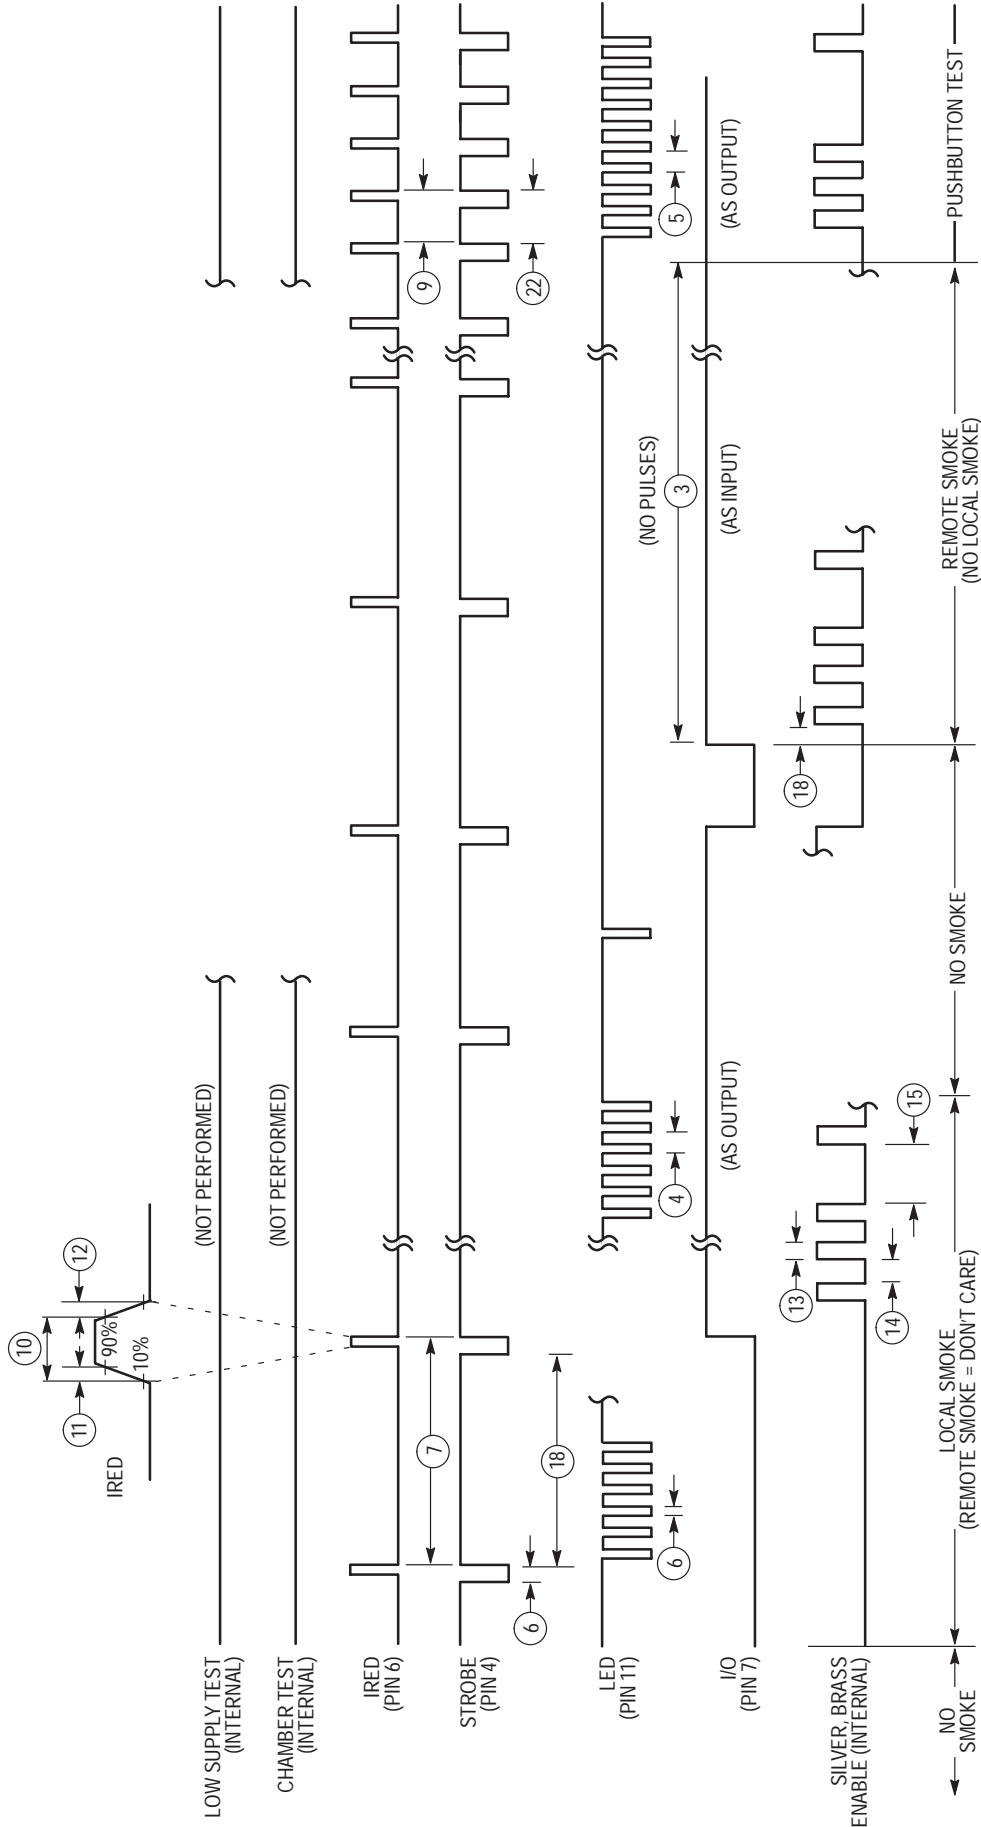 10
11
12
90%
10%
IRED
LOW SUPPLY TEST
(INTERNAL)
(NOT PERFORMED)
CHAMBER TEST
(INTERNAL)
(NOT PERFORMED)
IRED
(PIN 6)
7
9
STROBE
(PIN 4)
6
18
22
LED
(PIN 11)
6
4
(NO PULSES)
5
3
I/O
(PIN 7)
(AS OUTPUT)
(AS INPUT)
(AS OUTPUT)
SILVER, BRASS
ENABLE (INTERNAL)
13
14
15
18
NO
SMOKE
LOCAL SMOKE
(REMOTE SMOKE = DON'T CARE)
NO SMOKE
REMOTE SMOKE
(NO LOCAL SMOKE)
PUSHBUTTON TEST